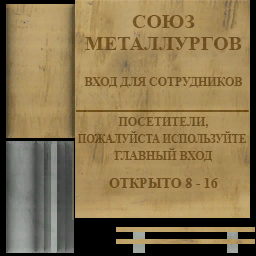 СОЮЗ
МЕТАЛЛУРГОВ
ВХОД ДЛЯ СОТРУДНИКОВ
ПОСЕТИТЕЛИ,
ПОЖАЛУЙСТА ИСПОЛЬЗУЙТЕ
ГЛАВНЫЙ ВХОД
ОТКРЫТО 8 - 16